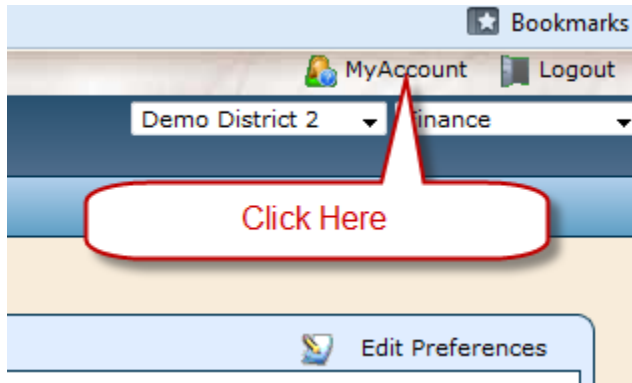 Bookmarks
MyAccount Logout
Demo District 2 Finance
Click Here
Edit Preferences